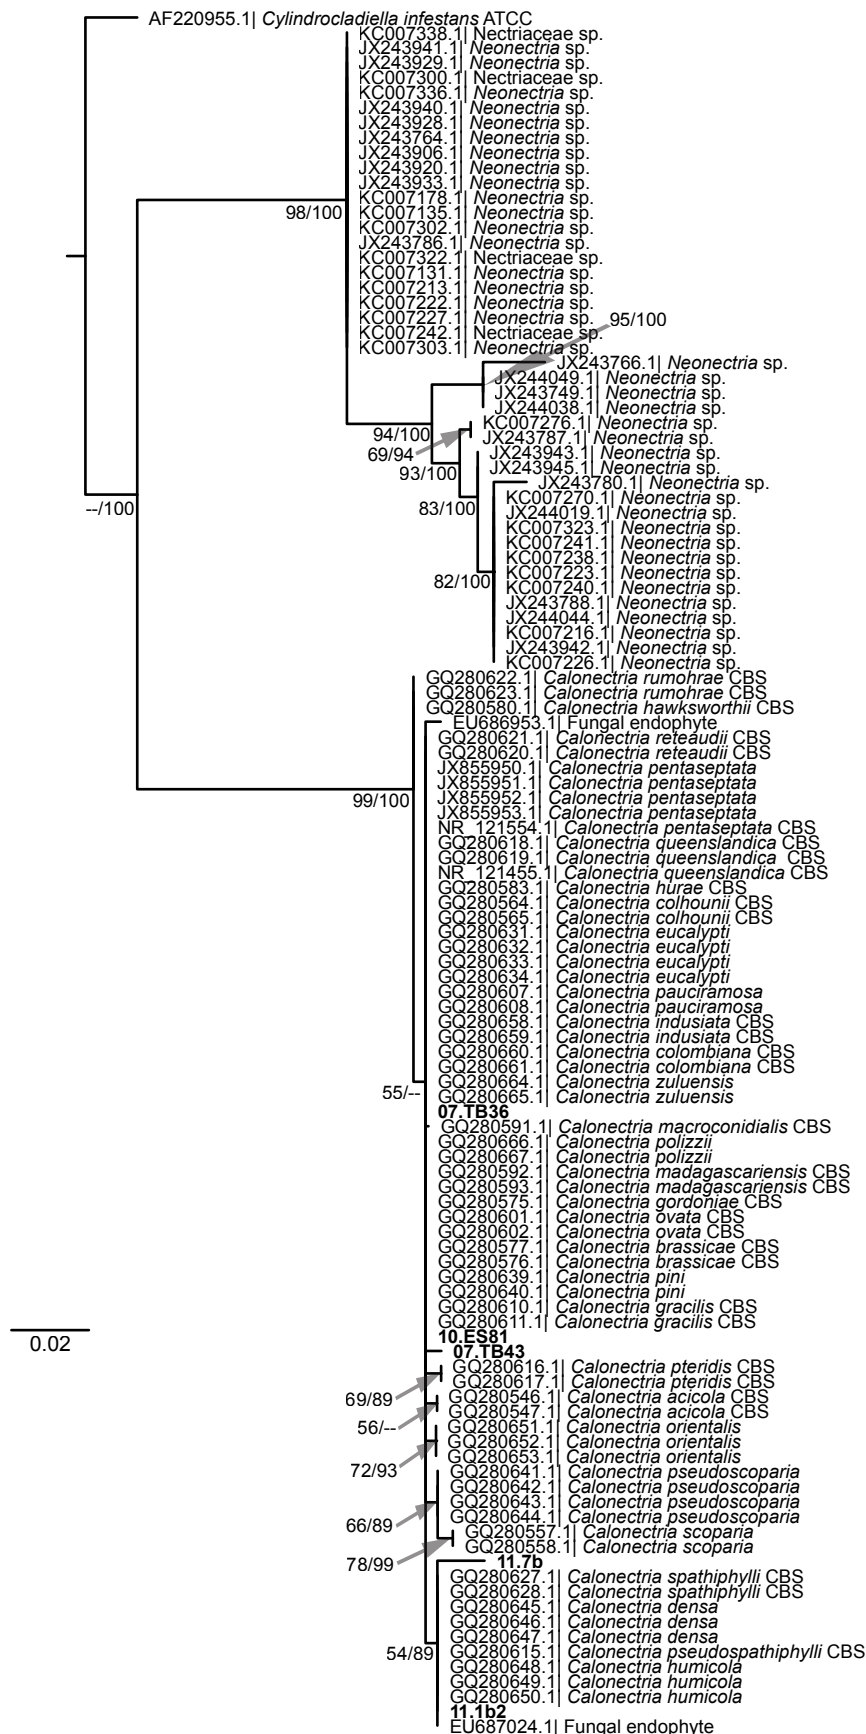 AF220955.1| Cylindrocladiella infestans ATCC
KC007338.1| Nectriaceae sp.
JX243941.1| Neonectria sp.
JX243929.1| Neonectria sp.
KC007300.1| Nectriaceae sp.
KC007336.1| Neonectria sp.
JX243940.1| Neonectria sp.
JX243928.1| Neonectria sp.
JX243764.1| Neonectria sp.
JX243906.1| Neonectria sp.
JX243920.1| Neonectria sp.
JX243933.1| Neonectria sp.
KC007178.1| Neonectria sp.
98/100
KC007135.1| Neonectria sp.
KC007302.1| Neonectria sp.
JX243786.1| Neonectria sp.
KC007322.1| Nectriaceae sp.
KC007131.1| Neonectria sp.
KC007213.1| Neonectria sp.
KC007222.1| Neonectria sp.
KC007227.1| Neonectria sp.
95/100
KC007242.1| Nectriaceae sp.
KC007303.1| Neonectria sp.
JX243766.1| Neonectria sp.
JX244049.1| Neonectria sp.
JX243749.1| Neonectria sp.
JX244038.1| Neonectria sp.
KC007276.1| Neonectria sp.
94/100
JX243787.1| Neonectria sp.
69/94
JX243943.1| Neonectria sp.
93/100
JX243945.1| Neonectria sp.
JX243780.1| Neonectria sp.
KC007270.1| Neonectria sp.
--/100
83/100
JX244019.1| Neonectria sp.
KC007323.1| Neonectria sp.
KC007241.1| Neonectria sp.
KC007238.1| Neonectria sp.
KC007223.1| Neonectria sp.
82/100
KC007240.1| Neonectria sp.
JX243788.1| Neonectria sp.
JX244044.1| Neonectria sp.
KC007216.1| Neonectria sp.
JX243942.1| Neonectria sp.
KC007226.1| Neonectria sp.
GQ280622.1| Calonectria rumohrae CBS
GQ280623.1| Calonectria rumohrae CBS
GQ280580.1| Calonectria hawksworthii CBS
EU686953.1| Fungal endophyte
GQ280621.1| Calonectria reteaudii CBS
GQ280620.1| Calonectria reteaudii CBS
JX855950.1| Calonectria pentaseptata
JX855951.1| Calonectria pentaseptata
JX855952.1| Calonectria pentaseptata
99/100
JX855953.1| Calonectria pentaseptata
NR_121554.1| Calonectria pentaseptata CBS
GQ280618.1| Calonectria queenslandica CBS
GQ280619.1| Calonectria queenslandica CBS
NR_121455.1| Calonectria queenslandica CBS
GQ280583.1| Calonectria hurae CBS
GQ280564.1| Calonectria colhounii CBS
GQ280565.1| Calonectria colhounii CBS
GQ280631.1| Calonectria eucalypti
GQ280632.1| Calonectria eucalypti
GQ280633.1| Calonectria eucalypti
GQ280634.1| Calonectria eucalypti
GQ280607.1| Calonectria pauciramosa
GQ280608.1| Calonectria pauciramosa
GQ280658.1| Calonectria indusiata CBS
GQ280659.1| Calonectria indusiata CBS
GQ280660.1| Calonectria colombiana CBS
GQ280661.1| Calonectria colombiana CBS
GQ280664.1| Calonectria zuluensis
55/--
GQ280665.1| Calonectria zuluensis
07.TB36
GQ280591.1| Calonectria macroconidialis CBS
GQ280666.1| Calonectria polizzii
GQ280667.1| Calonectria polizzii
GQ280592.1| Calonectria madagascariensis CBS
GQ280593.1| Calonectria madagascariensis CBS
GQ280575.1| Calonectria gordoniae CBS
GQ280601.1| Calonectria ovata CBS
GQ280602.1| Calonectria ovata CBS
GQ280577.1| Calonectria brassicae CBS
GQ280576.1| Calonectria brassicae CBS
GQ280639.1| Calonectria pini
GQ280640.1| Calonectria pini
GQ280610.1| Calonectria gracilis CBS
GQ280611.1| Calonectria gracilis CBS
10.ES81
0.02
07.TB43
GQ280616.1| Calonectria pteridis CBS
GQ280617.1| Calonectria pteridis CBS
69/89
GQ280546.1| Calonectria acicola CBS
GQ280547.1| Calonectria acicola CBS
56/--
GQ280651.1| Calonectria orientalis
GQ280652.1| Calonectria orientalis
GQ280653.1| Calonectria orientalis
72/93
GQ280641.1| Calonectria pseudoscoparia
GQ280642.1| Calonectria pseudoscoparia
GQ280643.1| Calonectria pseudoscoparia
GQ280644.1| Calonectria pseudoscoparia
66/89
GQ280557.1| Calonectria scoparia
GQ280558.1| Calonectria scoparia
78/99
11.7b
GQ280627.1| Calonectria spathiphylli CBS
GQ280628.1| Calonectria spathiphylli CBS
GQ280645.1| Calonectria densa
GQ280646.1| Calonectria densa
GQ280647.1| Calonectria densa
54/89
GQ280615.1| Calonectria pseudospathiphylli CBS
GQ280648.1| Calonectria humicola
GQ280649.1| Calonectria humicola
GQ280650.1| Calonectria humicola
11.1b2
EU687024.1| Fungal endophyte